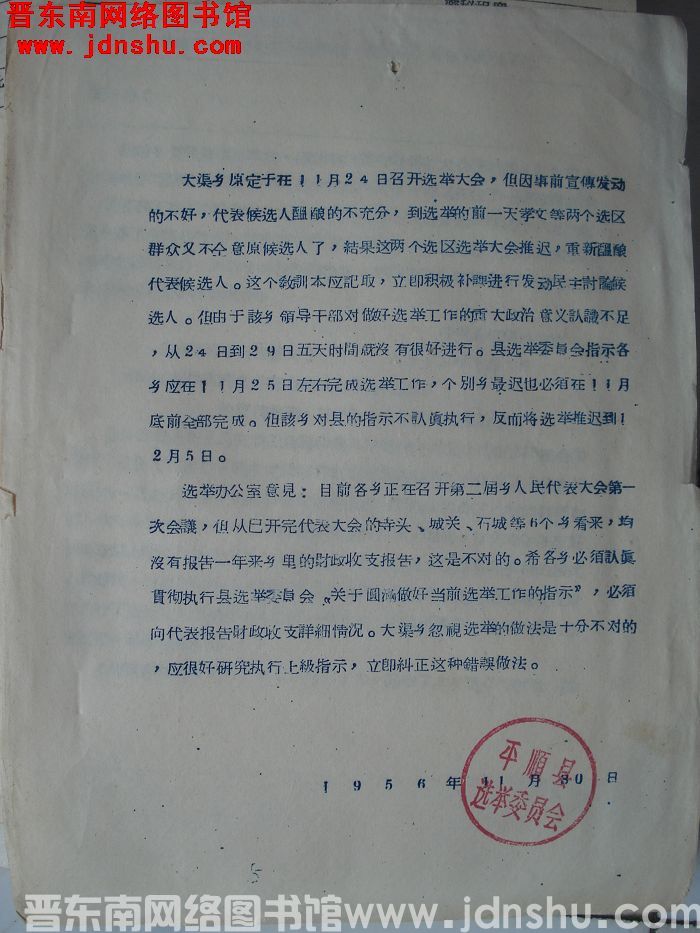 晋东南网络图书馆
www.jdnshu.com
大渠乡原定于在11月24日召开选举大会，但因事前宣傳发动
的不好，代表候选人醞酿的不充分，到选举的前一天孝文等两个选区
群众又不仝意原候选人了，結果这两个选区选举大会推迟，重新醞酿
代表候选人。这个敎訓本应記取，立即积极补課进行发动民主討論候
选人。但由于該乡领导干部对做好选举工作的重大政治意义認識不足
，从24日到29日五天时間就沒有很好进行。县选举委員会指示各
乡应在11月25日左右完成选举工作，个別乡最迟也必须在11月
底前全部完成。但該乡对县的指示不認眞执行，反而将选举推迟到1
2月5日。
选举办公室意見：目前各乡正在召开第二届乡人民代表大会第一
次会議，但从已开完代表大会的寺头、城关、石城等6个乡看来，均
沒有报告一年来乡里的財政收支报告，这是不对的。希各乡必须認眞
貫彻执行县选举委員会“关于圓滿做好当前选举工作的指示”，必须
向代表报告財政收支詳細情况。大渠乡忽視选举的做法是十分不对的
，应很好研究执行上級指示，立即糾正这种錯誤做法。
平順县
选举委員会
1956年11月30日
5
晋东南网络图书馆www.jdnshu.com